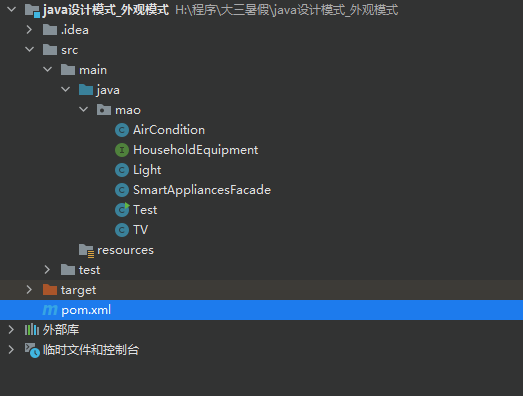 java设计模式_外观模式 H:\程序\大三暑假\java设计模式_外观模式
.idea
src
main
java
mao
AirCondition
HouseholdEquipment
Light
SmartAppliancesFacade
Test
TV
resources
test
target
pom.xml
外部库
临时文件和控制台